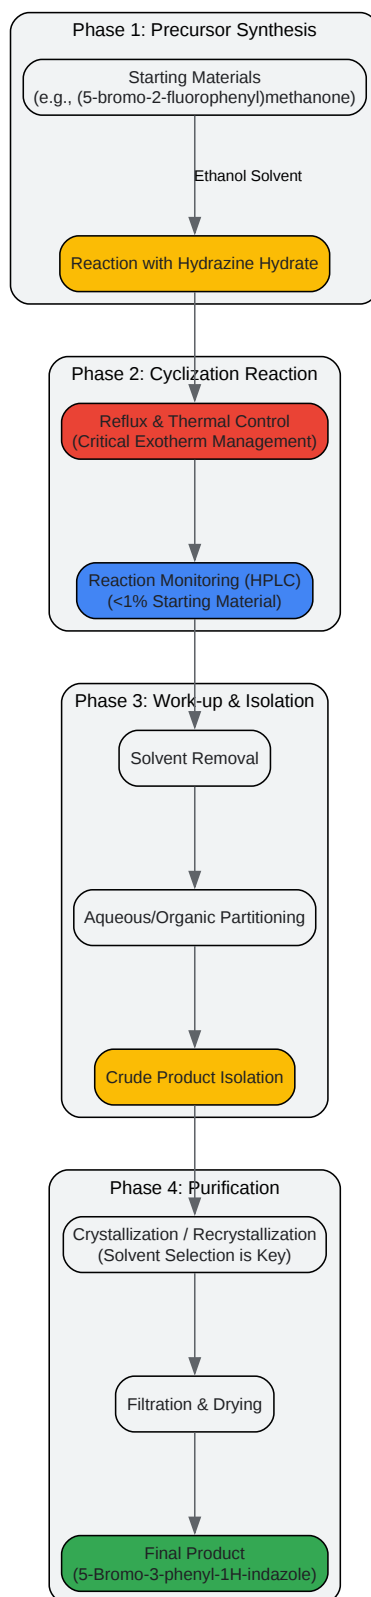 Phase 1: Precursor Synthesis
Starting Materials
(e.g., (5-bromo-2-fluorophenyl)methanone)
Ethanol Solvent
Reaction with Hydrazine Hydrate
Phase 2: Cyclization Reaction
Reflux & Thermal Control
(Critical Exotherm Management)
Reaction Monitoring (HPLC)
(<1% Starting Material)
Phase 3: Work-up & Isolation
Solvent Removal
Aqueous/Organic Partitioning
Crude Product Isolation
Phase 4: Purification
Crystallization / Recrystallization
(Solvent Selection is Key)
Filtration & Drying
Final Product
(5-Bromo-3-phenyl-1H-indazole)